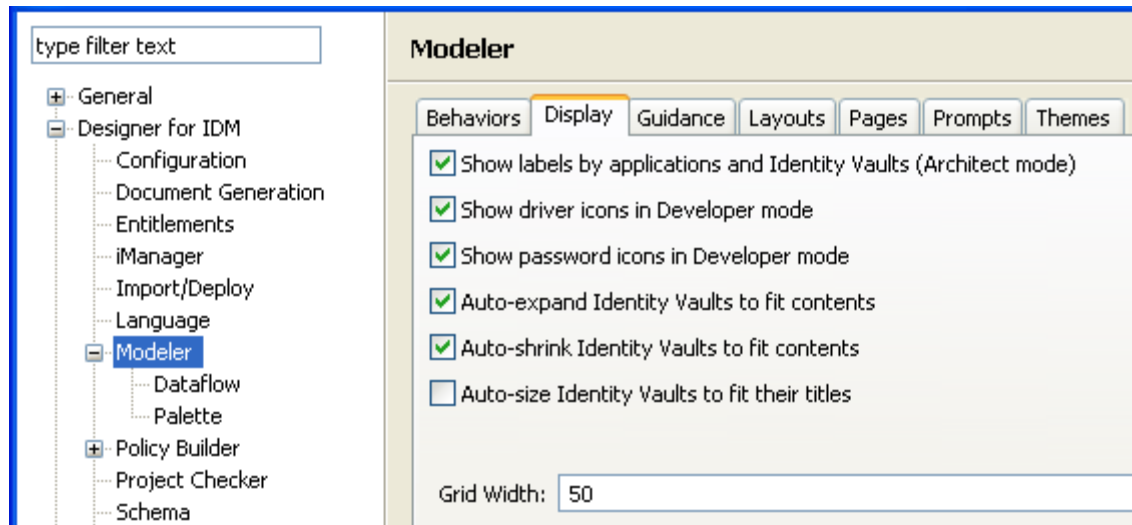 type filter text
General
Designer for IDM
Configuration
Document Generation
Entitlements
iManager
Import/Deploy
Language
Modeler
Dataflow
Palette
Policy Builder
Project Checker
Schema
Modeler
Behaviors Display Guidance Layouts Pages Prompts Themes
Show labels by applications and Identity Vaults (Architect mode)
Show driver icons in Developer mode
Show password icons in Developer mode
Auto-expand Identity Vaults to fit contents
Auto-shrink Identity Vaults to fit contents
Auto-size Identity Vaults to fit their titles
Grid Width: 50